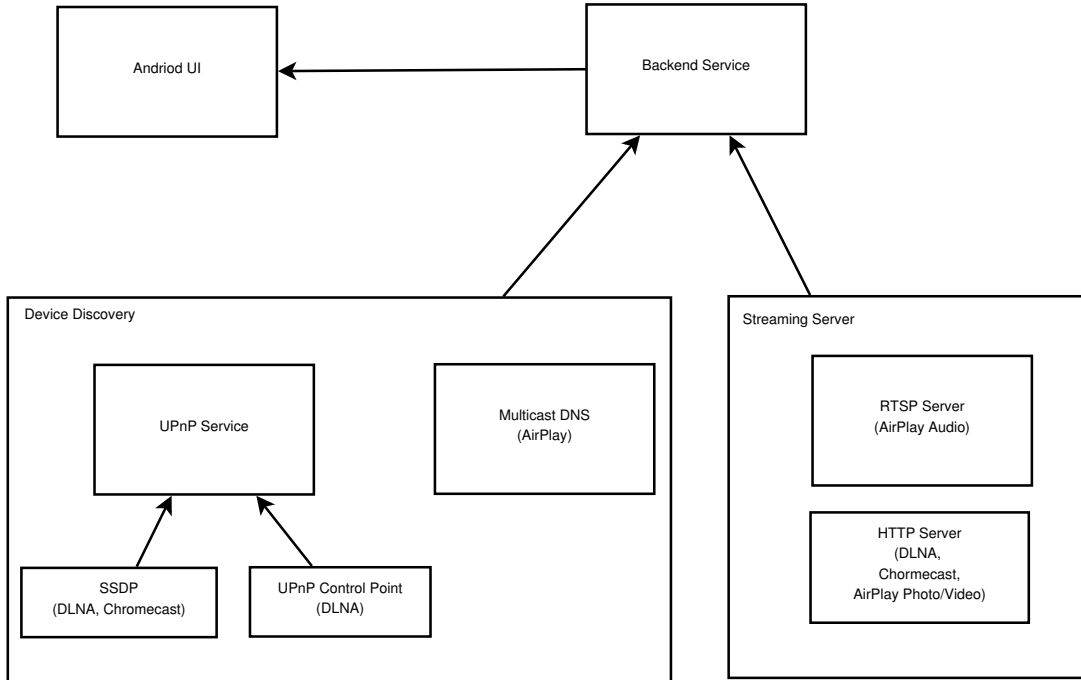 Andriod UI
Backend Service
Device Discovery
Streaming Server
UPnP Service
Multicast DNS
(AirPlay)
RTSP Server
(AirPlay Audio)
SSDP
(DLNA, Chromecast)
UPnP Control Point
(DLNA)
HTTP Server
(DLNA,
Chormecast,
AirPlay Photo/Video)